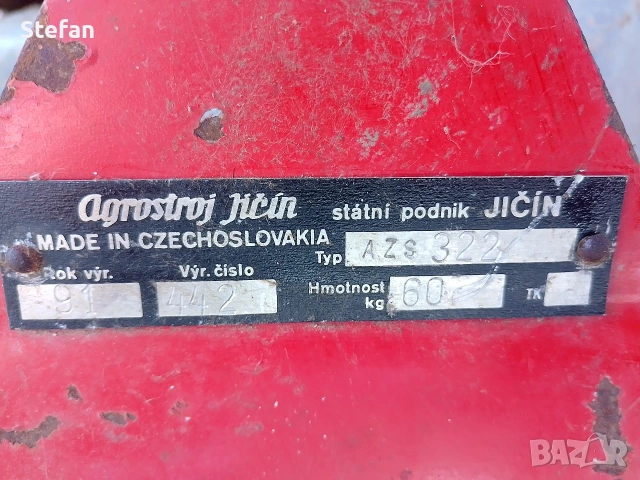 Stefan
Agrostroj Jičín státní podnik JIČÍN
MADE IN CZECHOSLOVAKIA Typ AZS 322
Rok výr. Výr. číslo Hmotnost kg 60 TK -
91 442
BAZAR